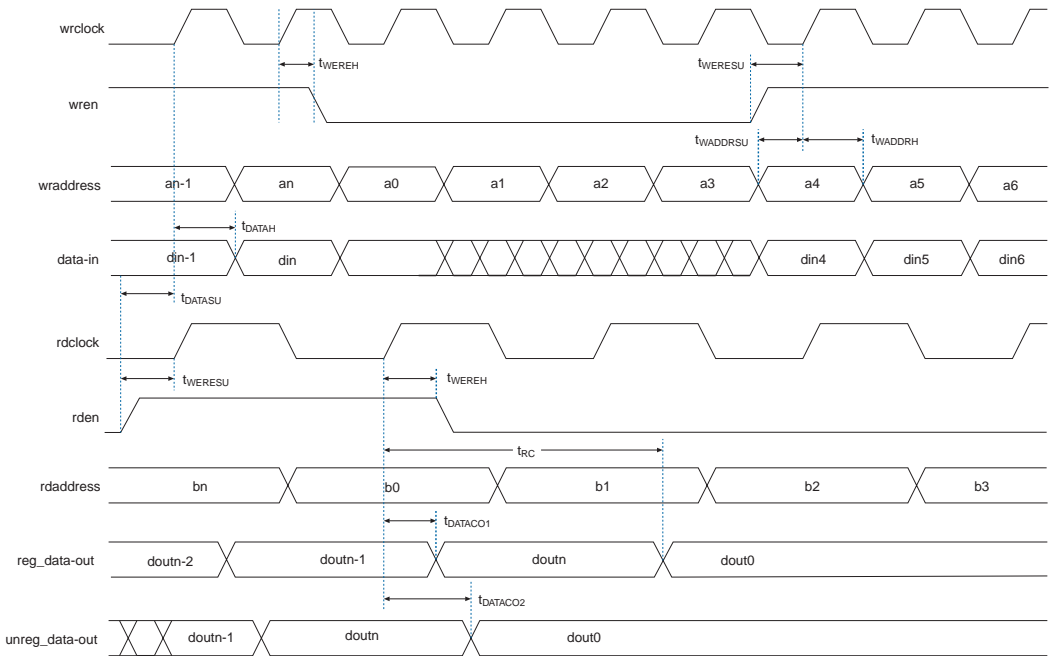 wrclock
tWEREH tWERESU
wren
tWADDRSU tWADDRH
wraddress an-1 an a0 a1 a2 a3 a4 a5 a6
tDATAH
data-in din-1 din din4 din5 din6
tDATASU
rdclock
tWERESU tWEREH
rden
tRC
rdaddress bn b0 b1 b2 b3
tDATACO1
reg_data-out doutn-2 doutn-1 doutn dout0
tDATACO2
unreg_data-out doutn-1 doutn dout0